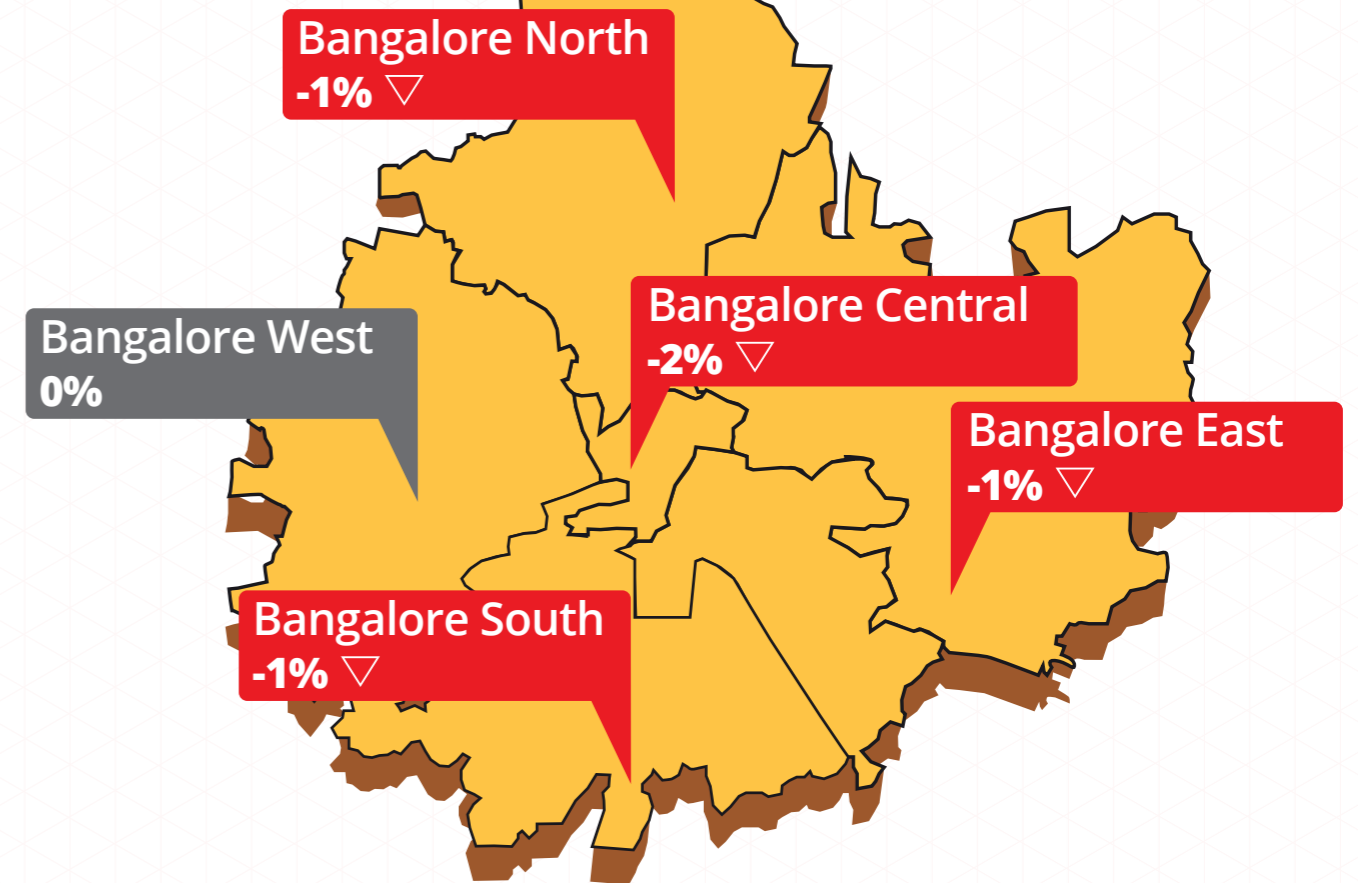 Bangalore North
-1% ▽
Bangalore Central
-2% ▽
Bangalore West
0%
Bangalore East
-1% ▽
Bangalore South
-1% ▽